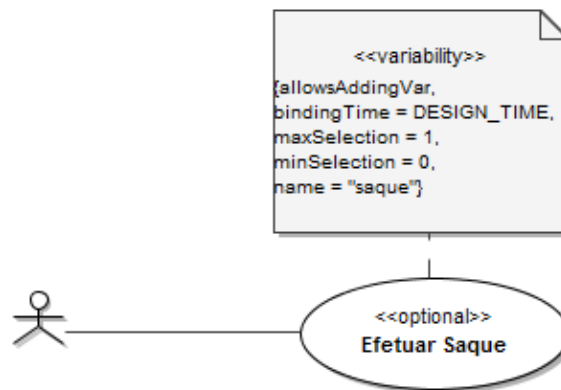 <<variability>>
{allowsAddingVar,
bindingTime = DESIGN_TIME,
maxSelection = 1,
minSelection = 0,
name = "saque"}
<<optional>>
Efetuar Saque